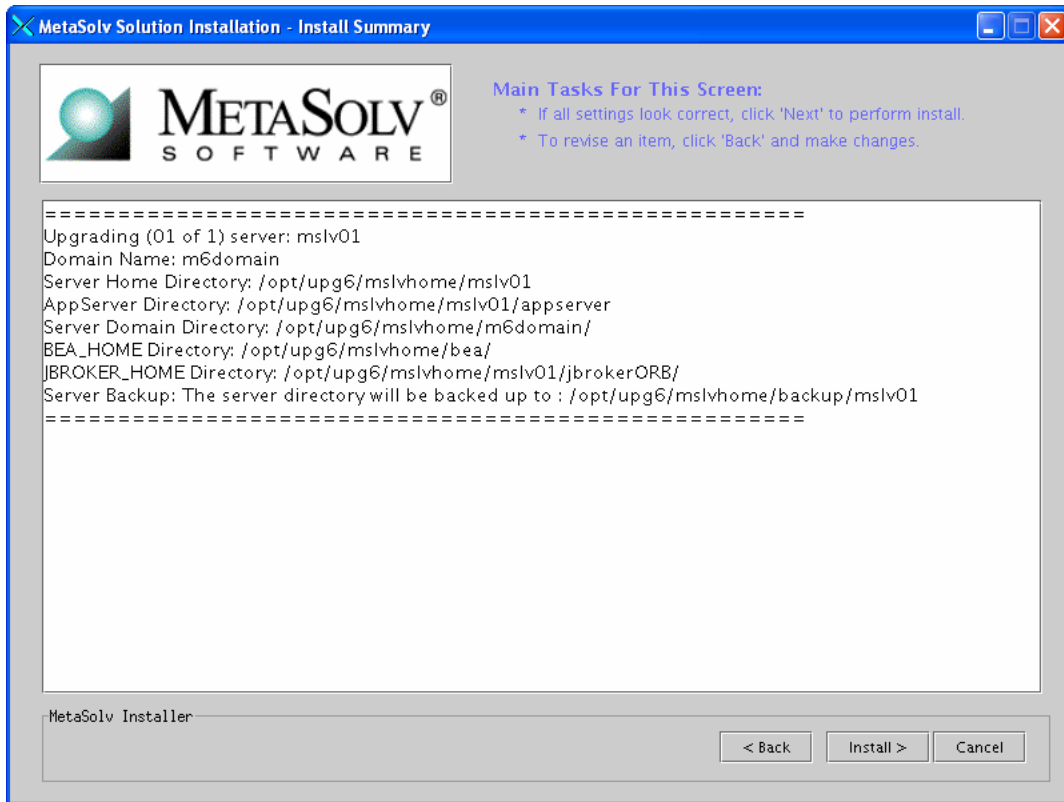 MetaSolv Solution Installation - Install Summary
METASOLV®
SOFTWARE
Main Tasks For This Screen:
* If all settings look correct, click 'Next' to perform install.
* To revise an item, click 'Back' and make changes.
====================================================
Upgrading (01 of 1) server: mslv01
Domain Name: m6domain
Server Home Directory: /opt/upg6/mslvhome/mslv01
AppServer Directory: /opt/upg6/mslvhome/mslv01/appserver
Server Domain Directory: /opt/upg6/mslvhome/m6domain/
BEA_HOME Directory: /opt/upg6/mslvhome/bea/
JBROKER_HOME Directory: /opt/upg6/mslvhome/mslv01/jbrokerORB/
Server Backup: The server directory will be backed up to : /opt/upg6/mslvhome/backup/mslv01
====================================================
MetaSolv Installer
< Back
Install >
Cancel